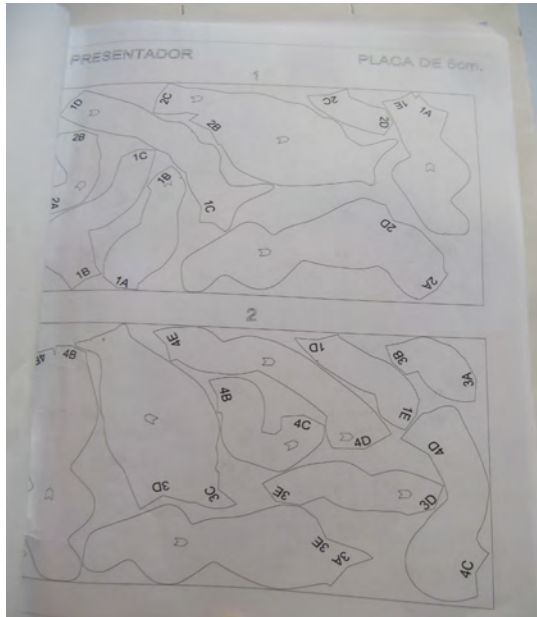 PRESENTADOR
PLACA DE 5cm.
1
1D
2C
2C
1E
1A
2B
2D
2B
1C
1B
2A
1C
2D
1B
1A
2A
2
4E
1D
3B
3A
4F
4B
4B
1E
4C
4D
4D
3D
3C
3E
3D
3E
3A
4C